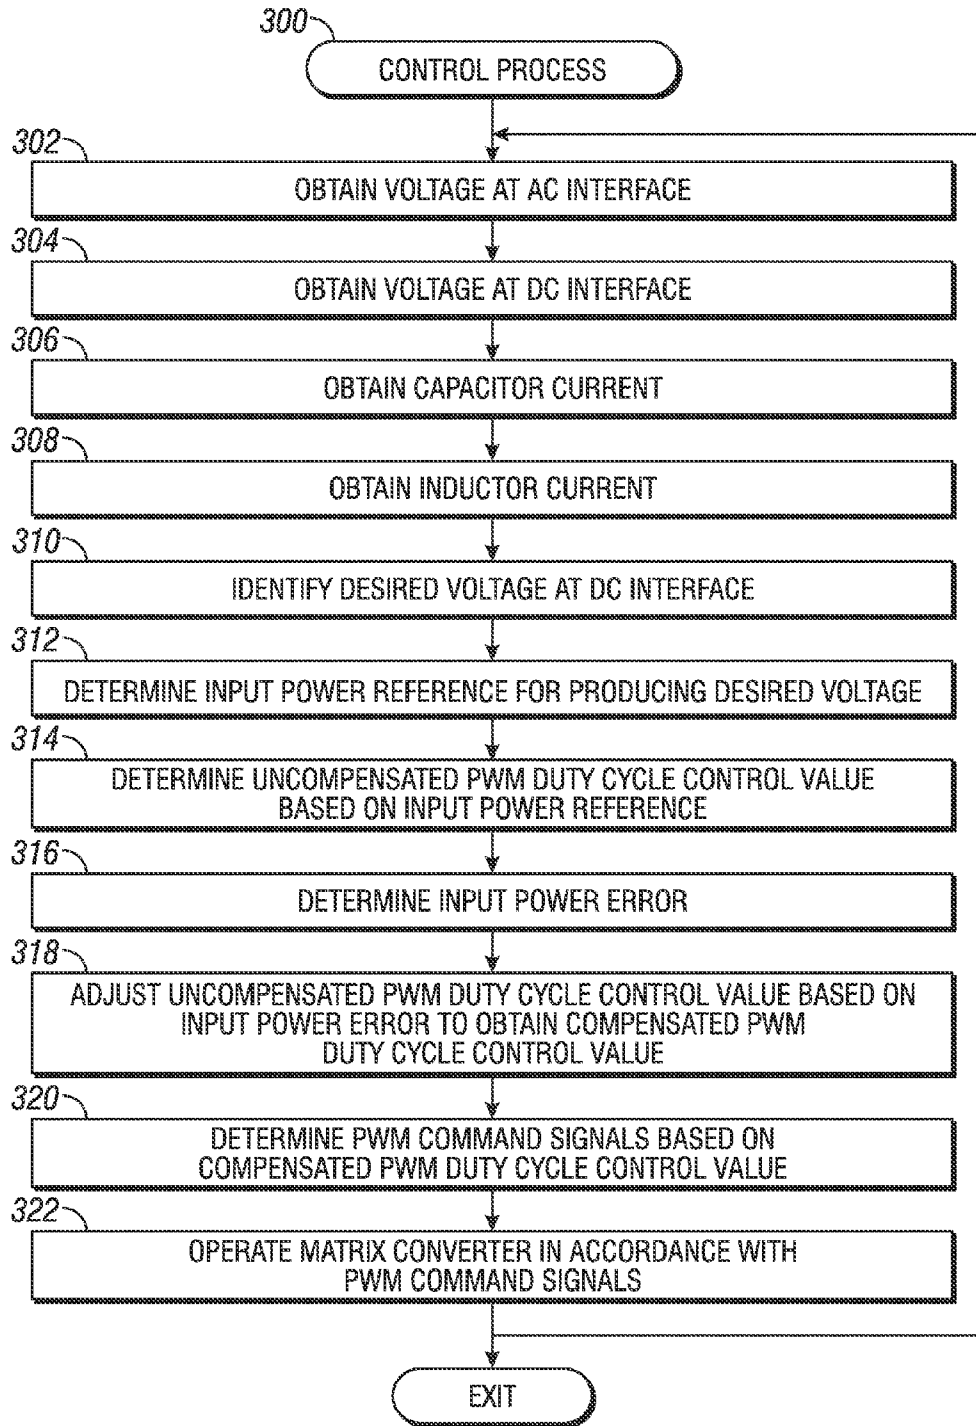 300
CONTROL PROCESS
302
OBTAIN VOLTAGE AT AC INTERFACE
304
OBTAIN VOLTAGE AT DC INTERFACE
306
OBTAIN CAPACITOR CURRENT
308
OBTAIN INDUCTOR CURRENT
310
IDENTIFY DESIRED VOLTAGE AT DC INTERFACE
312
DETERMINE INPUT POWER REFERENCE FOR PRODUCING DESIRED VOLTAGE
314
DETERMINE UNCOMPENSATED PWM DUTY CYCLE CONTROL VALUE
BASED ON INPUT POWER REFERENCE
316
DETERMINE INPUT POWER ERROR
318
ADJUST UNCOMPENSATED PWM DUTY CYCLE CONTROL VALUE BASED ON
INPUT POWER ERROR TO OBTAIN COMPENSATED PWM
DUTY CYCLE CONTROL VALUE
320
DETERMINE PWM COMMAND SIGNALS BASED ON
COMPENSATED PWM DUTY CYCLE CONTROL VALUE
322
OPERATE MATRIX CONVERTER IN ACCORDANCE WITH
PWM COMMAND SIGNALS
EXIT